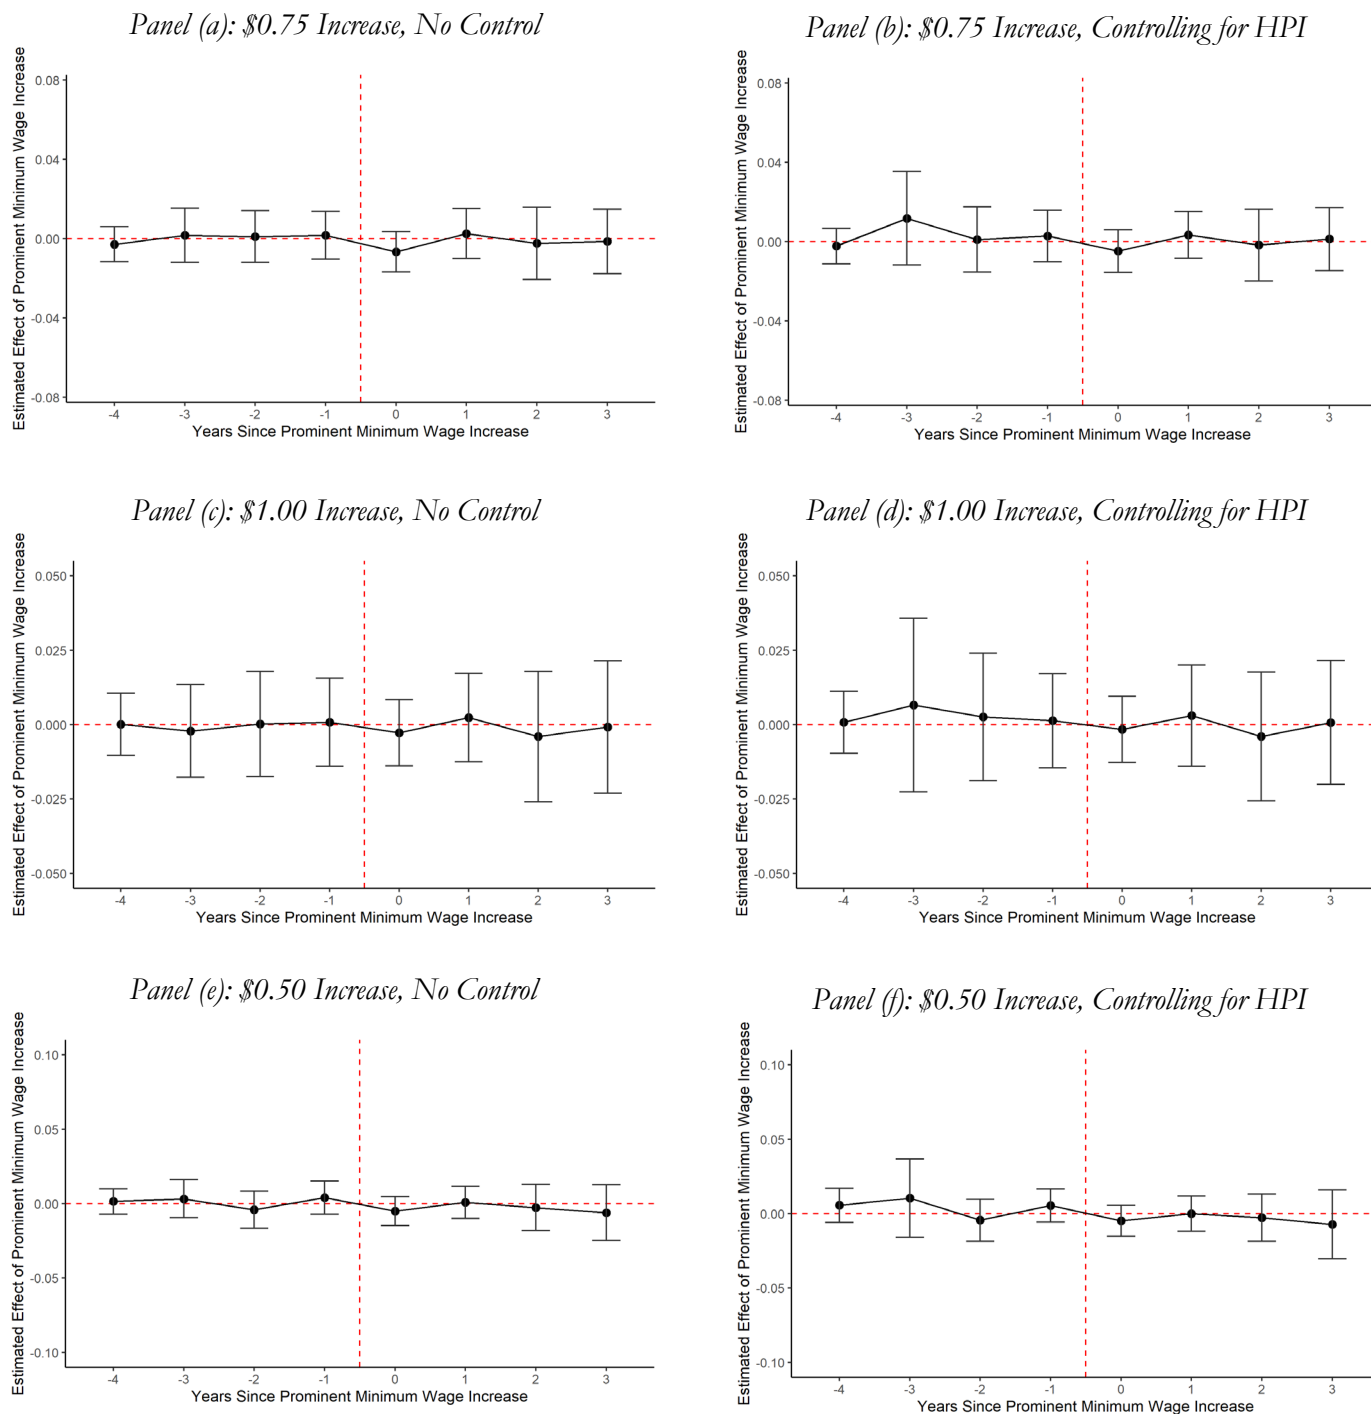 Panel (a): $0.75 Increase, No Control
Estimated Effect of Prominent Minimum Wage Increase
0.08
0.04
0.00
-0.04
-0.08
-4 -3 -2 -1 0 1 2 3
Years Since Prominent Minimum Wage Increase
Panel (b): $0.75 Increase, Controlling for HPI
Estimated Effect of Prominent Minimum Wage Increase
0.08
0.04
0.00
-0.04
-0.08
-4 -3 -2 -1 0 1 2 3
Years Since Prominent Minimum Wage Increase
Panel (c): $1.00 Increase, No Control
Estimated Effect of Prominent Minimum Wage Increase
0.050
0.025
0.000
-0.025
-0.050
-4 -3 -2 -1 0 1 2 3
Years Since Prominent Minimum Wage Increase
Panel (d): $1.00 Increase, Controlling for HPI
Estimated Effect of Prominent Minimum Wage Increase
0.050
0.025
0.000
-0.025
-0.050
-4 -3 -2 -1 0 1 2 3
Years Since Prominent Minimum Wage Increase
Panel (e): $0.50 Increase, No Control
Estimated Effect of Prominent Minimum Wage Increase
0.10
0.05
0.00
-0.05
-0.10
-4 -3 -2 -1 0 1 2 3
Years Since Prominent Minimum Wage Increase
Panel (f): $0.50 Increase, Controlling for HPI
Estimated Effect of Prominent Minimum Wage Increase
0.10
0.05
0.00
-0.05
-0.10
-4 -3 -2 -1 0 1 2 3
Years Since Prominent Minimum Wage Increase